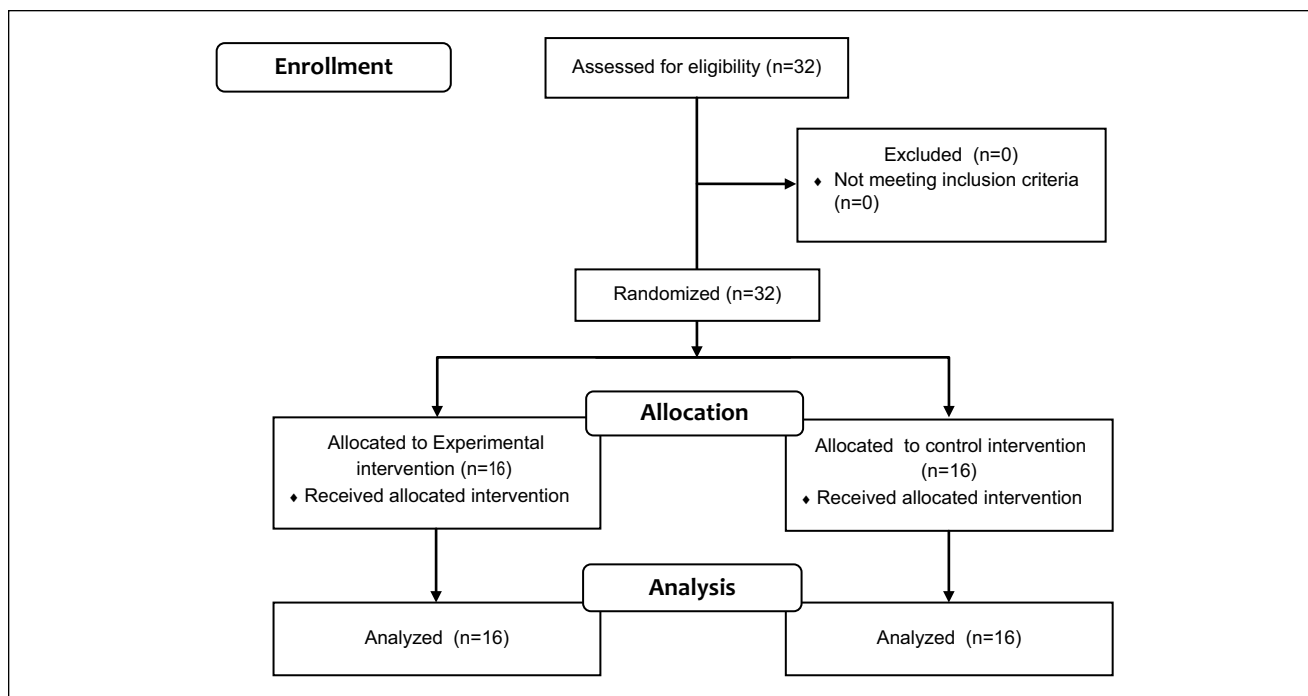 Enrollment
Assessed for eligibility (n=32)
Excluded (n=0)
♦ Not meeting inclusion criteria
(n=0)
Randomized (n=32)
Allocation
Allocated to Experimental
intervention (n=16)
♦ Received allocated intervention
Allocated to control intervention
(n=16)
♦ Received allocated intervention
Analysis
Analyzed (n=16)
Analyzed (n=16)